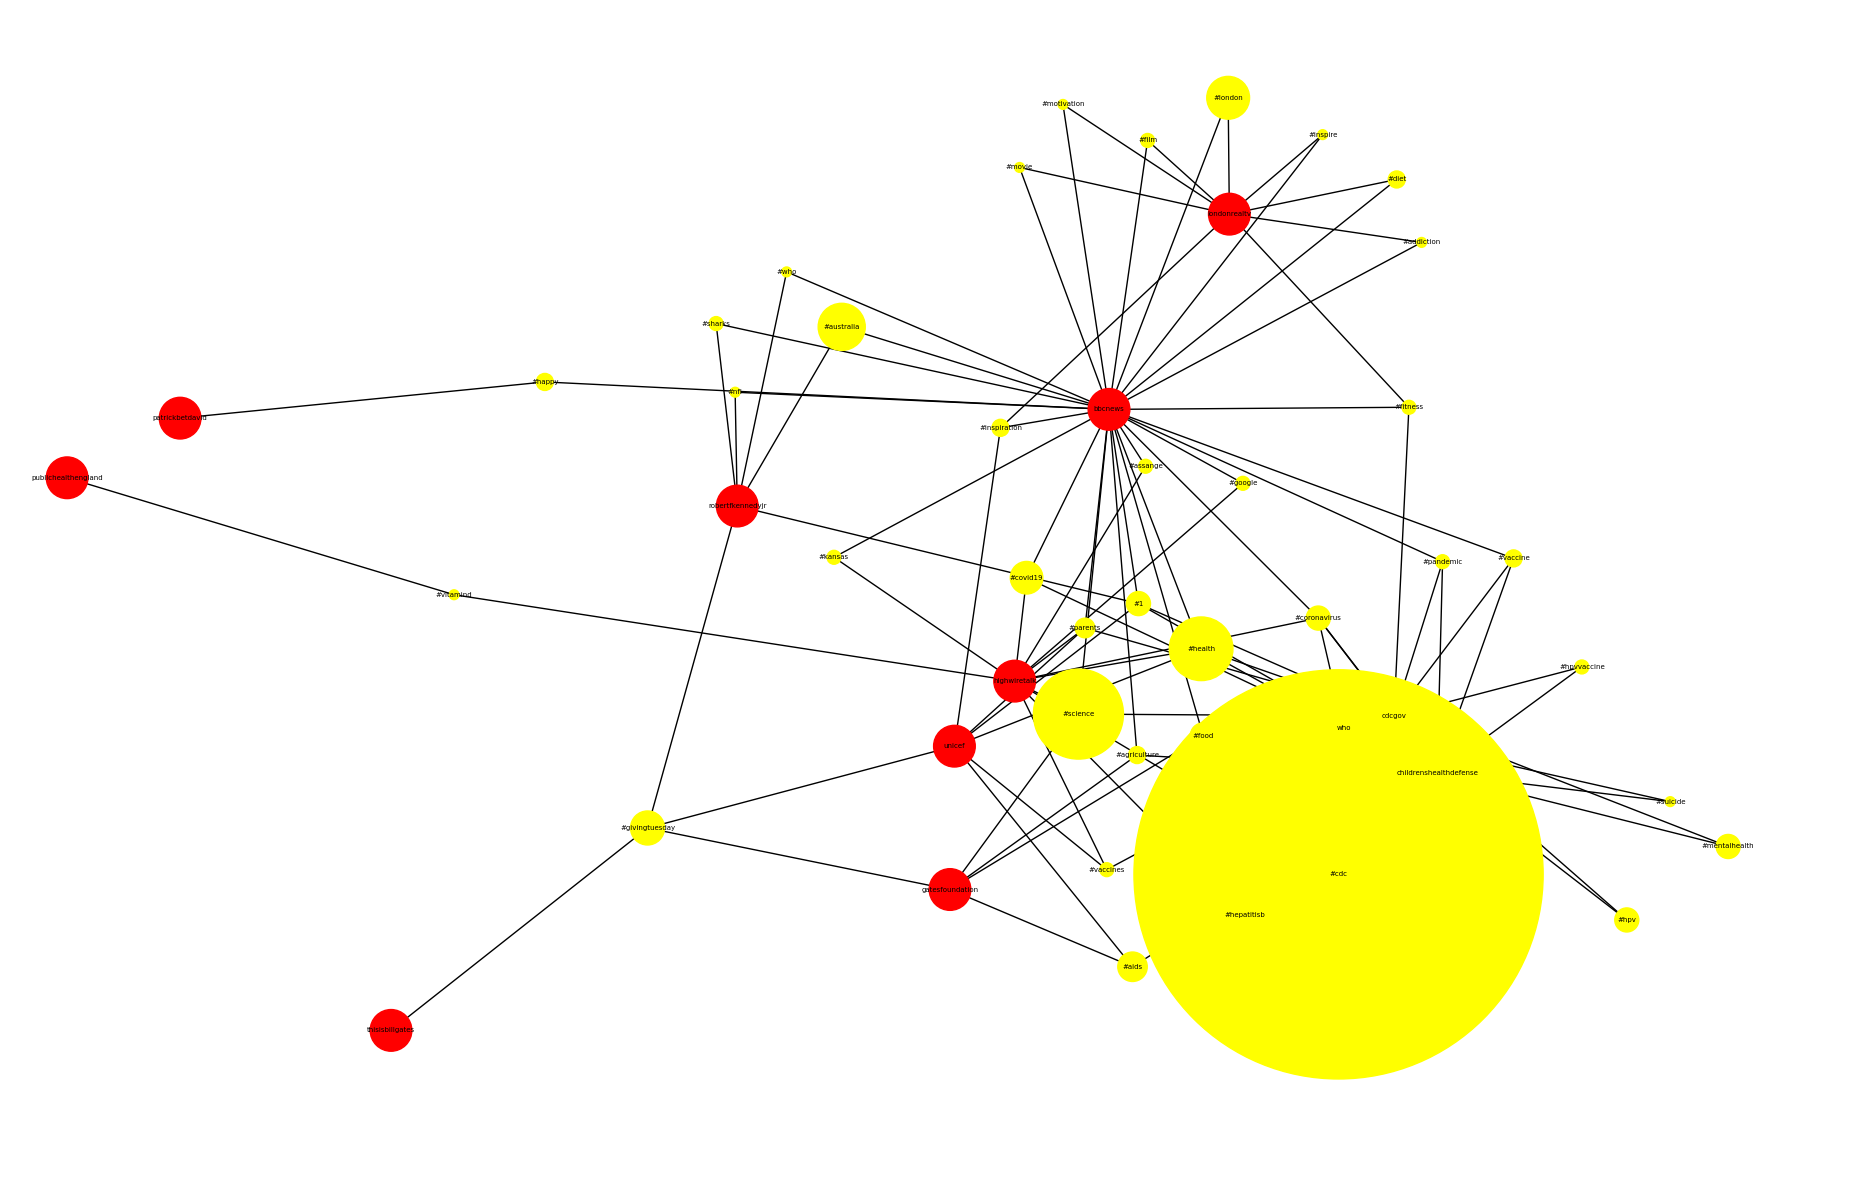 #london
#motivation
#inspire
#film
#movie
#diet
londonreality
#addiction
#who
#sharks
#australia
#happy
#nfl
#fitness
bbcnews
patrickbetdavid
#inspiration
#assange
publichealthengland
#google
robertfkennedyjr
#kansas
#vaccine
#pandemic
#covid19
#vitamind
#1
#coronavirus
#parents
#health
#hpvvaccine
highwiretalk
#science
cdcgov
who
#food
unicef
#agriculture
childrenshealthdefense
#suicide
#givingtuesday
#mentalhealth
#vaccines
#cdc
gatesfoundation
#hepatitisb
#hpv
#aids
thisisbillgates